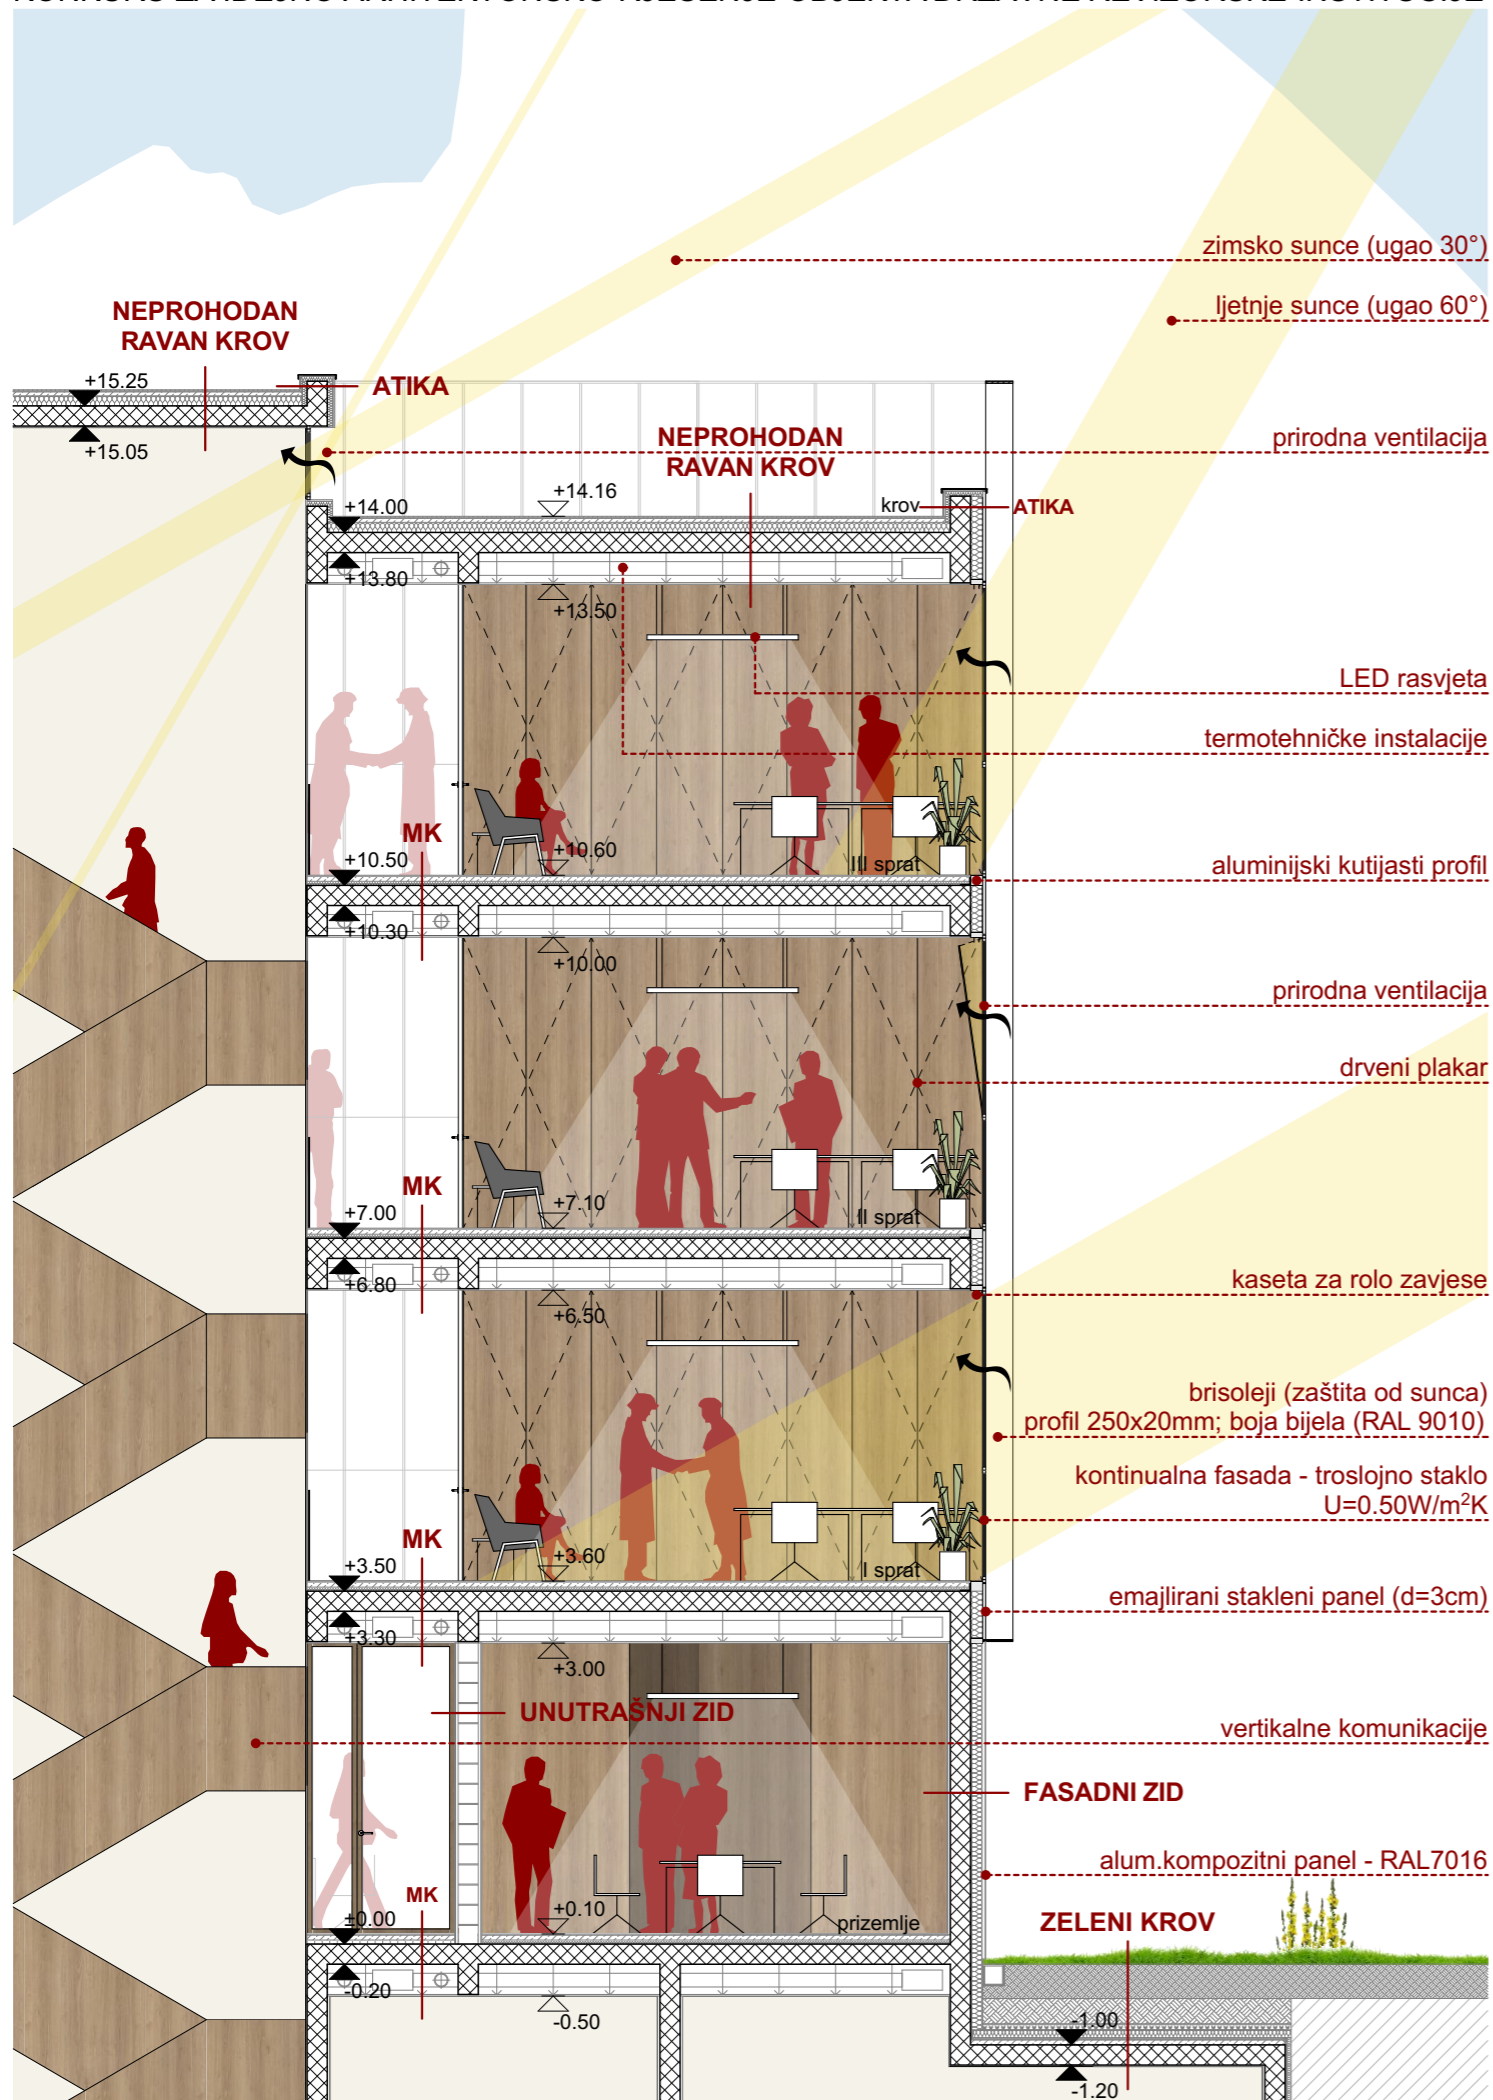 zimsko sunce (ugao 30°)
ljetnje sunce (ugao 60°)
NEPROHODAN
RAVAN KROV
+15.25
ATIKA
+15.05
prirodna ventilacija
NEPROHODAN
RAVAN KROV
+14.16
+14.00
krov
ATIKA
+13.80
+13.50
LED rasvjeta
termotehničke instalacije
MK
+10.60
+10.50
III sprat
aluminijski kutijasti profil
+10.30
+10.00
prirodna ventilacija
drveni plakar
MK
+7.10
+7.00
II sprat
+6.80
+6.50
kaseta za rolo zavjese
brisoleji (zaštita od sunca)
profil 250x20mm; boja bijela (RAL 9010)
kontinualna fasada - troslojno staklo
U=0.50W/m²K
MK
+3.60
+3.50
I sprat
emajlirani stakleni panel (d=3cm)
+3.30
+3.00
UNUTRAŠNJI ZID
vertikalne komunikacije
FASADNI ZID
alum.kompozitni panel - RAL7016
MK
+0.10
±0.00
prizemlje
ZELENI KROV
-0.20
-0.50
-1.00
-1.20